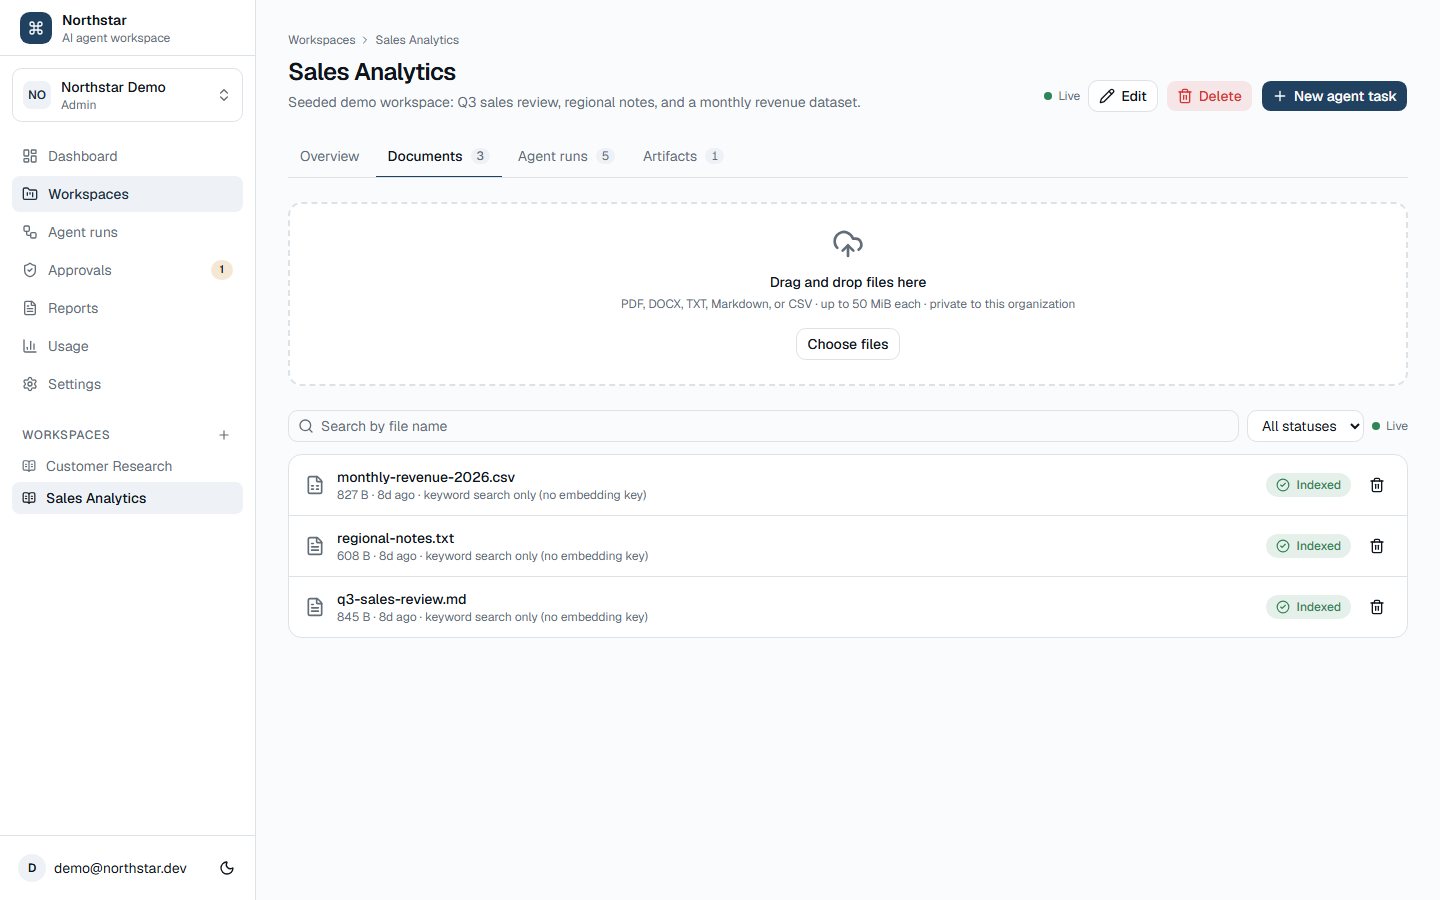 Northstar
AI agent workspace
NO
Northstar Demo
Admin
Dashboard
Workspaces
Agent runs
Approvals 1
Reports
Usage
Settings
WORKSPACES
Customer Research
Sales Analytics
D demo@northstar.dev
Workspaces > Sales Analytics
Sales Analytics
Seeded demo workspace: Q3 sales review, regional notes, and a monthly revenue dataset.
Live Edit Delete + New agent task
Overview Documents 3 Agent runs 5 Artifacts 1
Drag and drop files here
PDF, DOCX, TXT, Markdown, or CSV · up to 50 MiB each · private to this organization
Choose files
Search by file name All statuses Live
monthly-revenue-2026.csv
827 B · 8d ago · keyword search only (no embedding key)
Indexed
regional-notes.txt
608 B · 8d ago · keyword search only (no embedding key)
Indexed
q3-sales-review.md
845 B · 8d ago · keyword search only (no embedding key)
Indexed